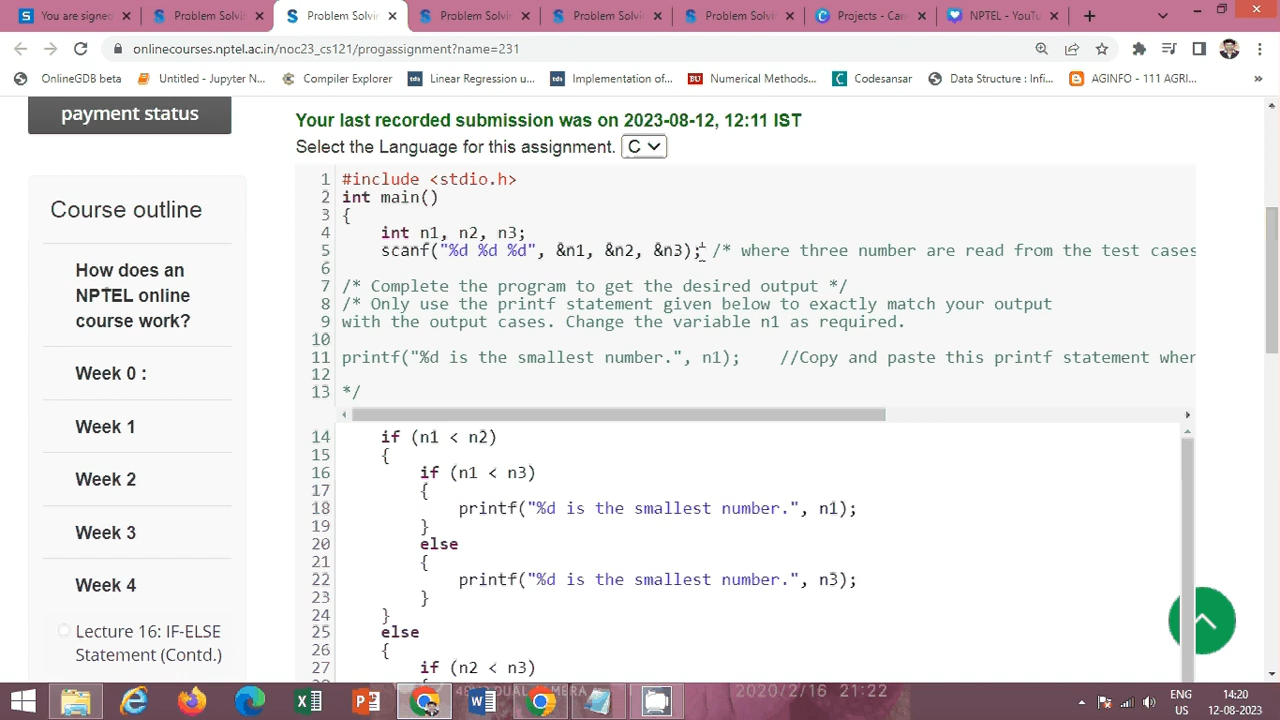 You are signe
Problem Solvi
Problem Solvi
Problem Solvi
Problem Solvi
Problem Solvi
Projects - Can
NPTEL - YouTu
onlinecourses.nptel.ac.in/noc23_cs121/progassignment?name=231
OnlineGDB beta
Untitled - Jupyter N...
Compiler Explorer
Linear Regression u...
Implementation of...
Numerical Methods...
Codesansar
Data Structure : Infi...
AGINFO - 111 AGRI...
»
payment status
Course outline
How does an
NPTEL online
course work?
Week 0 :
Week 1
Week 2
Week 3
Week 4
Lecture 16: IF-ELSE
Statement (Contd.)
Your last recorded submission was on 2023-08-12, 12:11 IST
Select the Language for this assignment. C
1 #include <stdio.h>
2 int main()
3 {
4 int n1, n2, n3;
5 scanf("%d %d %d", &n1, &n2, &n3); /* where three number are read from the test cases
6
7 /* Complete the program to get the desired output */
8 /* Only use the printf statement given below to exactly match your output
9 with the output cases. Change the variable n1 as required.
10
11 printf("%d is the smallest number.", n1); //Copy and paste this printf statement wher
12
13 */
14 if (n1 < n2)
15 {
16 if (n1 < n3)
17 {
18 printf("%d is the smallest number.", n1);
19 }
20 else
21 {
22 printf("%d is the smallest number.", n3);
23 }
24 }
25 else
26 {
27 if (n2 < n3)
2020/2/16 21:22
ENG
US
14:20
12-08-2023